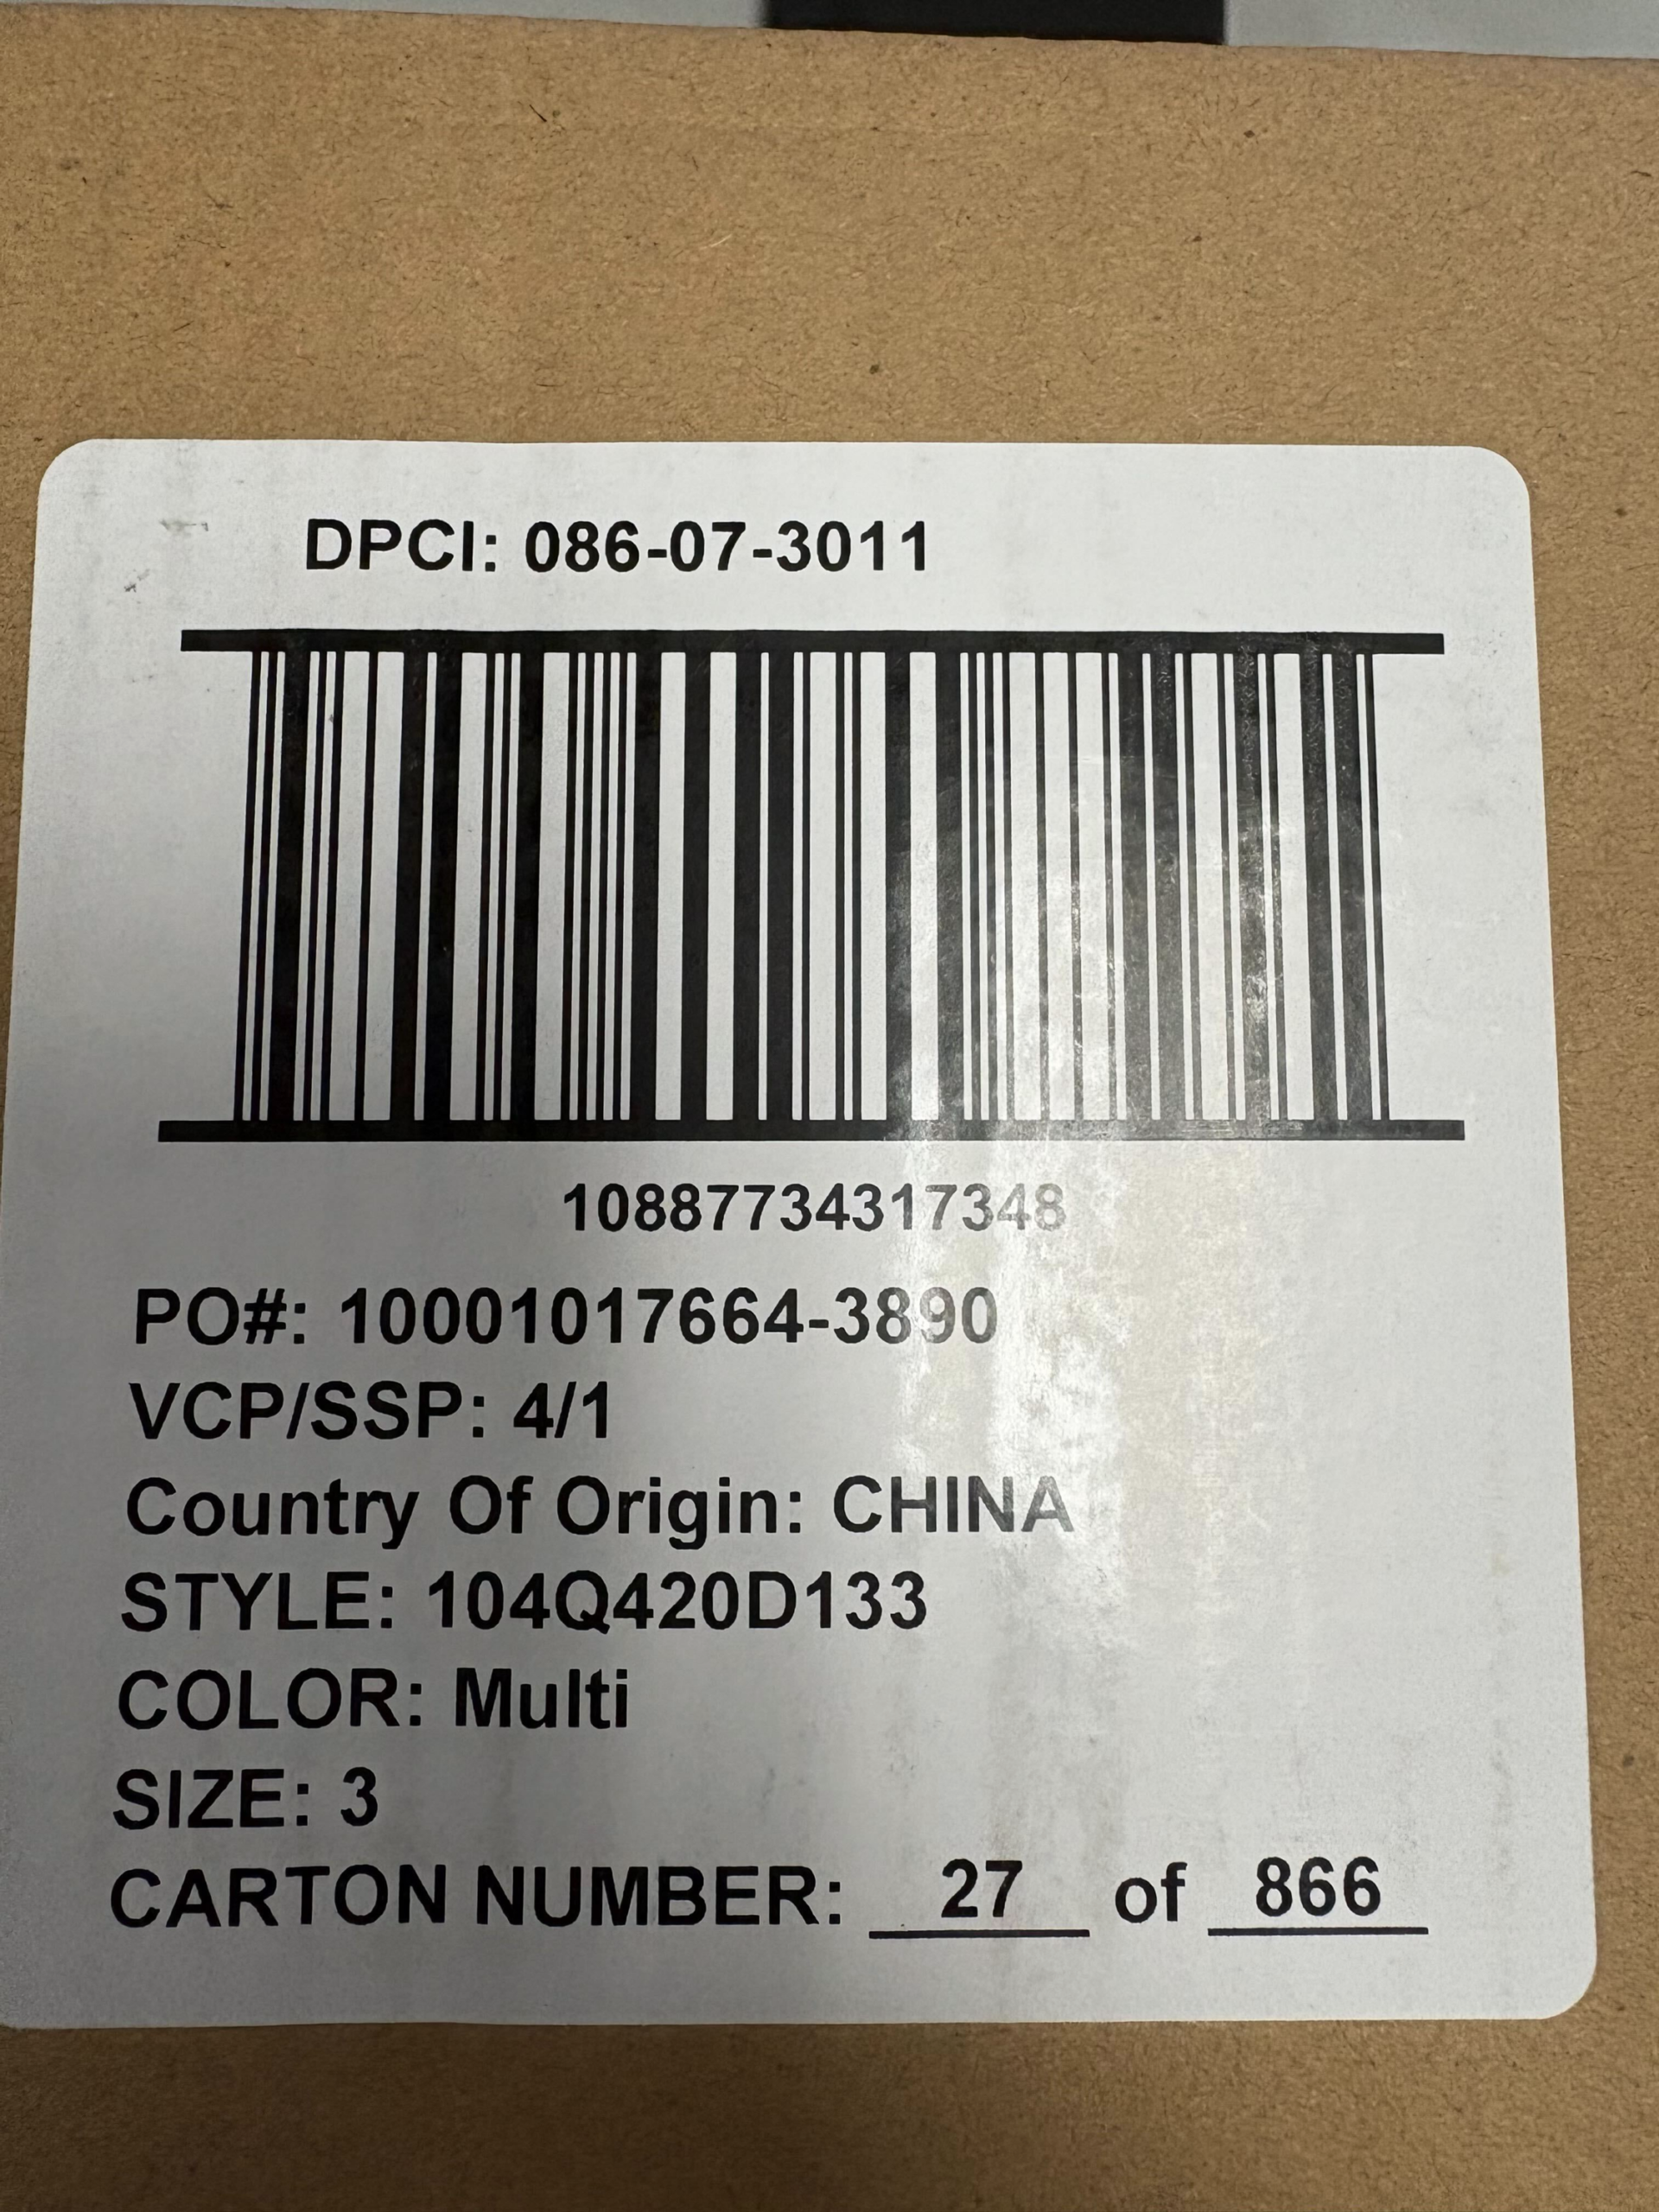 DPCI: 086-07-3011
10887734317348
PO#: 10001017664-3890
VCP/SSP: 4/1
Country Of Origin: CHINA
STYLE: 104Q420D133
COLOR: Multi
SIZE: 3
CARTON NUMBER: 27 of 866